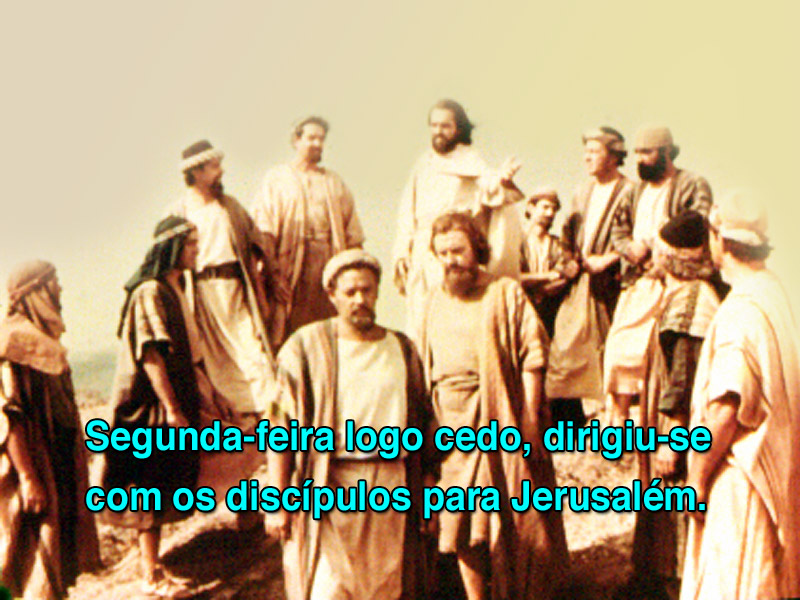 Segunda-feira logo cedo, dirigiu-se
com os discípulos para Jerusalém.